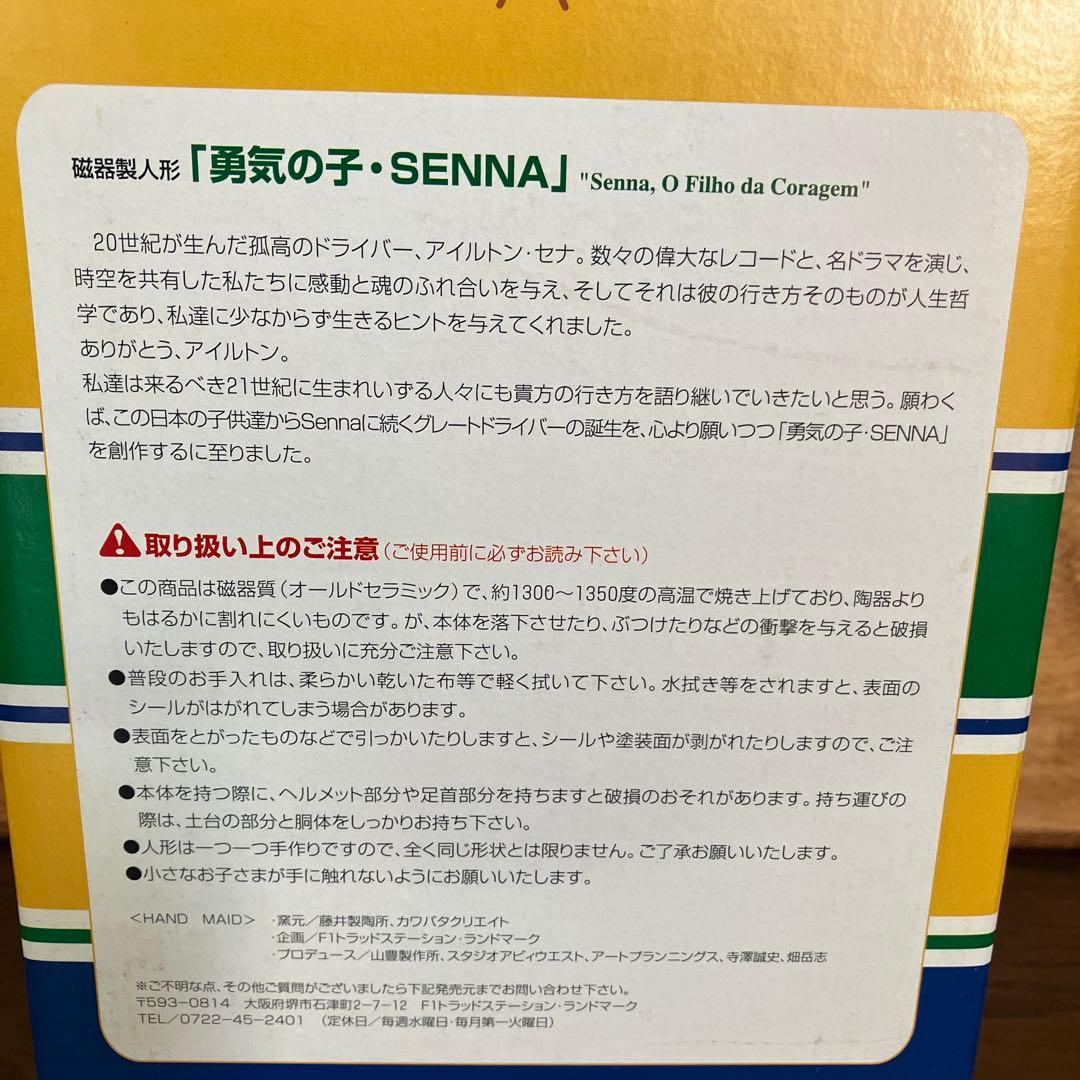 磁器製人形「勇気の子・SENNA」"Senna, O Filho da Coragem"
20世紀が生んだ孤高のドライバー、アイルトン・セナ。数々の偉大なレコードと、名ドラマを演じ、
時空を共有した私たちに感動と魂のふれ合いを与え、そしてそれは彼の行き方そのものが人生哲
学であり、私達に少なからず生きるヒントを与えてくれました。
ありがとう、アイルトン。
私達は来るべき21世紀に生まれいずる人々にも貴方の行き方を語り継いでいきたいと思う。願わく
ば、この日本の子供達からSennaに続くグレートドライバーの誕生を、心より願いつつ「勇気の子・SENNA」
を創作するに至りました。
取り扱い上のご注意(ご使用前に必ずお読み下さい)
●この商品は磁器質(オールドセラミック)で、約1300〜1350度の高温で焼き上げており、陶器より
もはるかに割れにくいものです。が、本体を落下させたり、ぶつけたりなどの衝撃を与えると破損
いたしますので、取り扱いに充分ご注意下さい。
●普段のお手入れは、柔らかい乾いた布等で軽く拭いて下さい。水拭き等をされますと、表面の
シールがはがれてしまう場合があります。
●表面をとがったものなどで引っかいたりしますと、シールや塗装面が剥がれたりしますので、ご注
意下さい。
●本体を持つ際に、ヘルメット部分や足首部分を持ちますと破損のおそれがあります。持ち運びの
際は、土台の部分と胴体をしっかりお持ち下さい。
●人形は一つ一つ手作りですので、全く同じ形状とは限りません。ご了承お願いいたします。
●小さなお子さまが手に触れないようにお願いいたします。
<HAND MAID> ・窯元/藤井製陶所、カワバタクリエイト
・企画/F1トラッドステーション・ランドマーク
・プロデュース/山豊製作所、スタジオアビィウエスト、アートプランニングス、寺澤誠史、畑岳志
※ご不明な点、その他ご質問がございましたら下記発売元までお問い合わせ下さい。
〒593-0814 大阪府堺市石津町2-7-12 F1トラッドステーション・ランドマーク
TEL/0722-45-2401 (定休日/毎週水曜日・毎月第一火曜日)